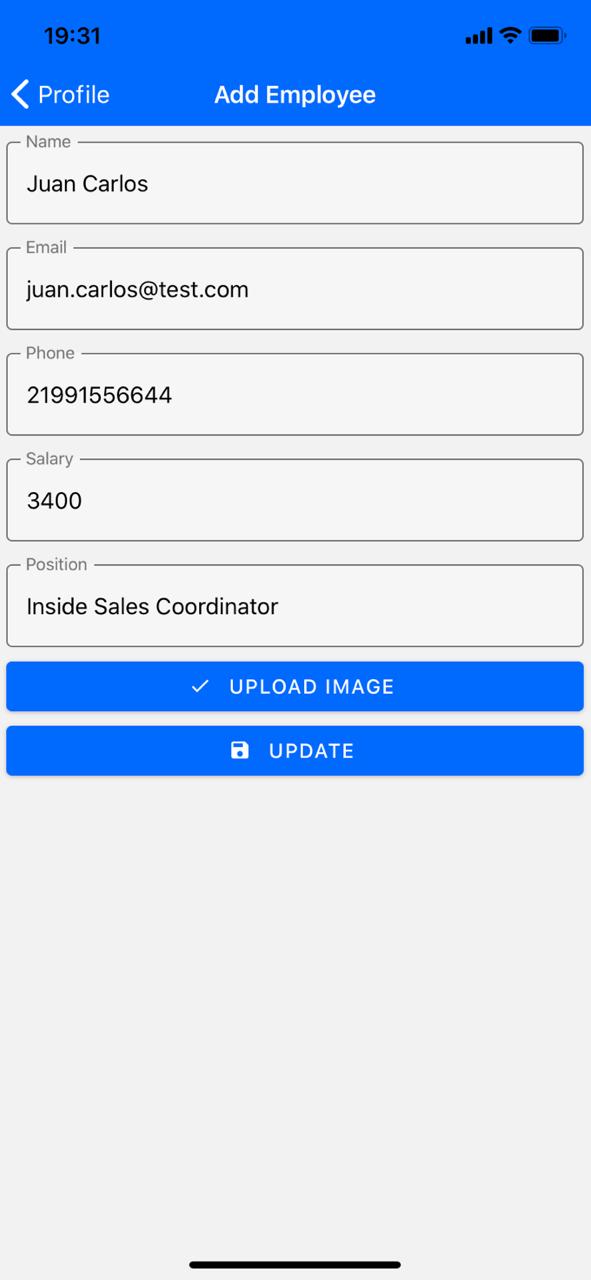 19:31
Profile
Add Employee
Name
Juan Carlos
Email
juan.carlos@test.com
Phone
21991556644
Salary
3400
Position
Inside Sales Coordinator
UPLOAD IMAGE
UPDATE